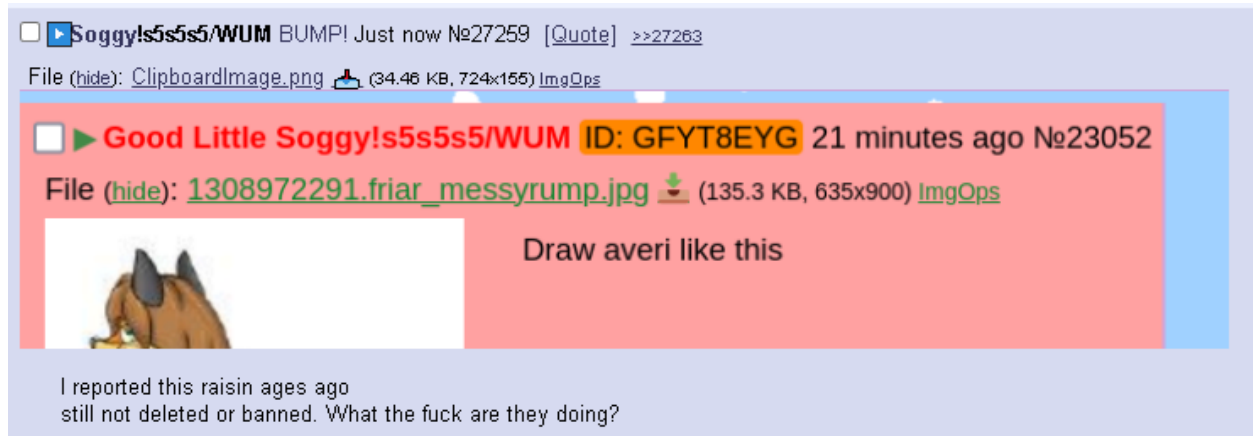 Soggy!s5s5s5/WUM BUMP! Just now №27259 [Quote] >>27263
File (hide): ClipboardImage.png (34.46 KB, 724x155) ImgOps
Good Little Soggy!s5s5s5/WUM ID: GFYT8EYG 21 minutes ago №23052
File (hide): 1308972291.friar_messyrump.jpg (135.3 KB, 635x900) ImgOps
Draw averi like this
I reported this raisin ages ago
still not deleted or banned. What the fuck are they doing?